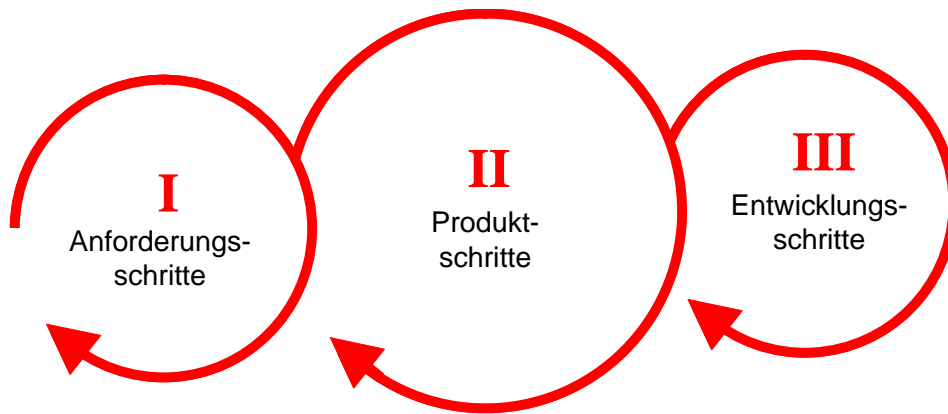 I
Anforderungs-
schritte
II
Produkt-
schritte
III
Entwicklungs-
schritte